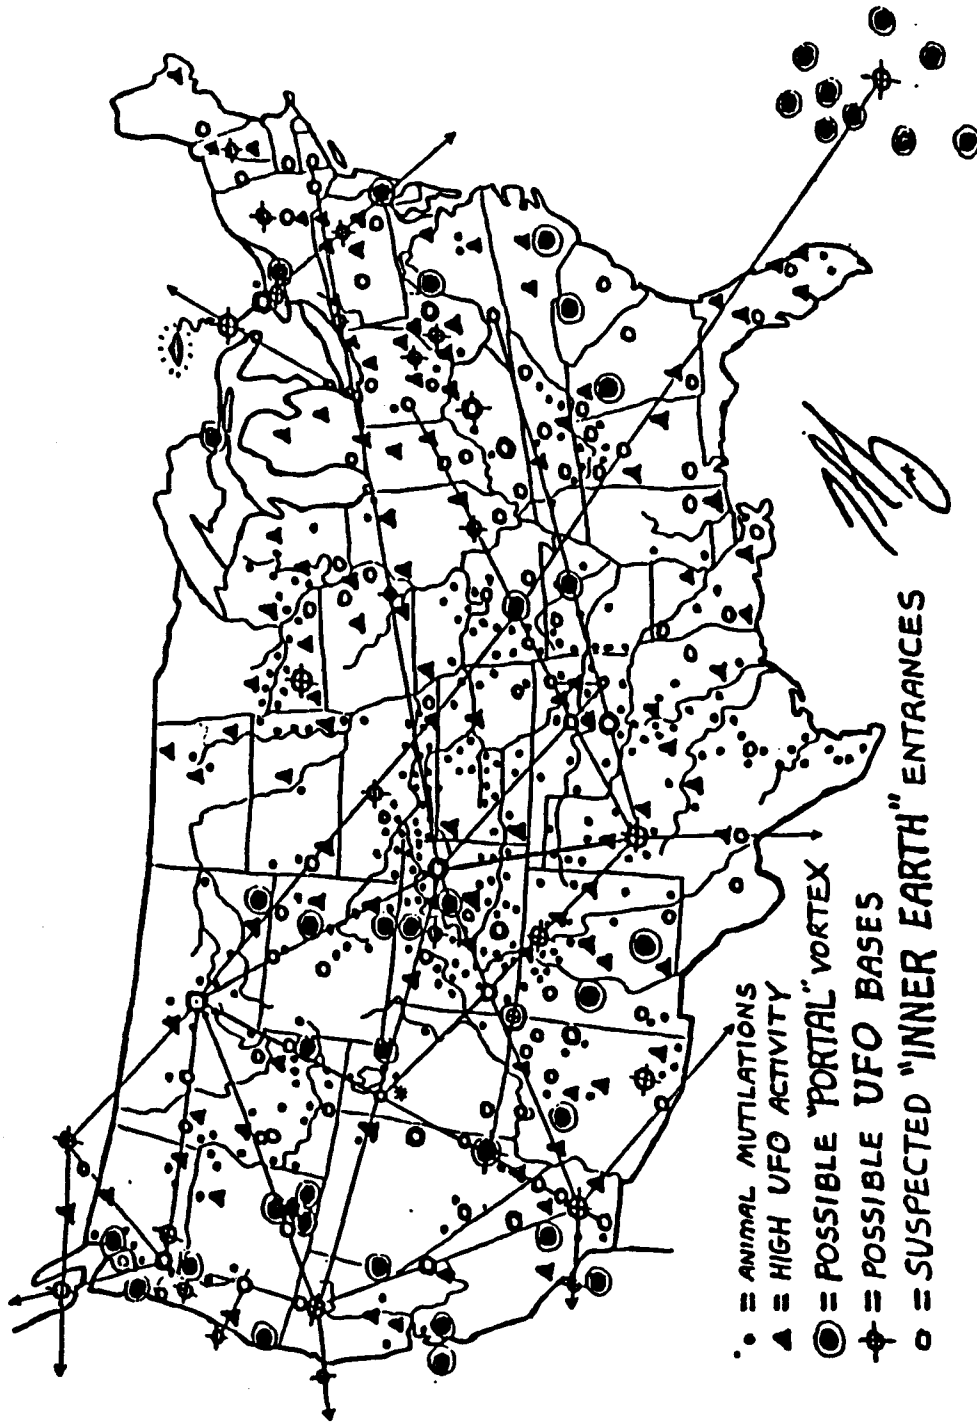 . • = ANIMAL MUTILATIONS
▲ = HIGH UFO ACTIVITY
= POSSIBLE "PORTAL" VORTEX
= POSSIBLE UFO BASES
o = SUSPECTED "INNER EARTH" ENTRANCES